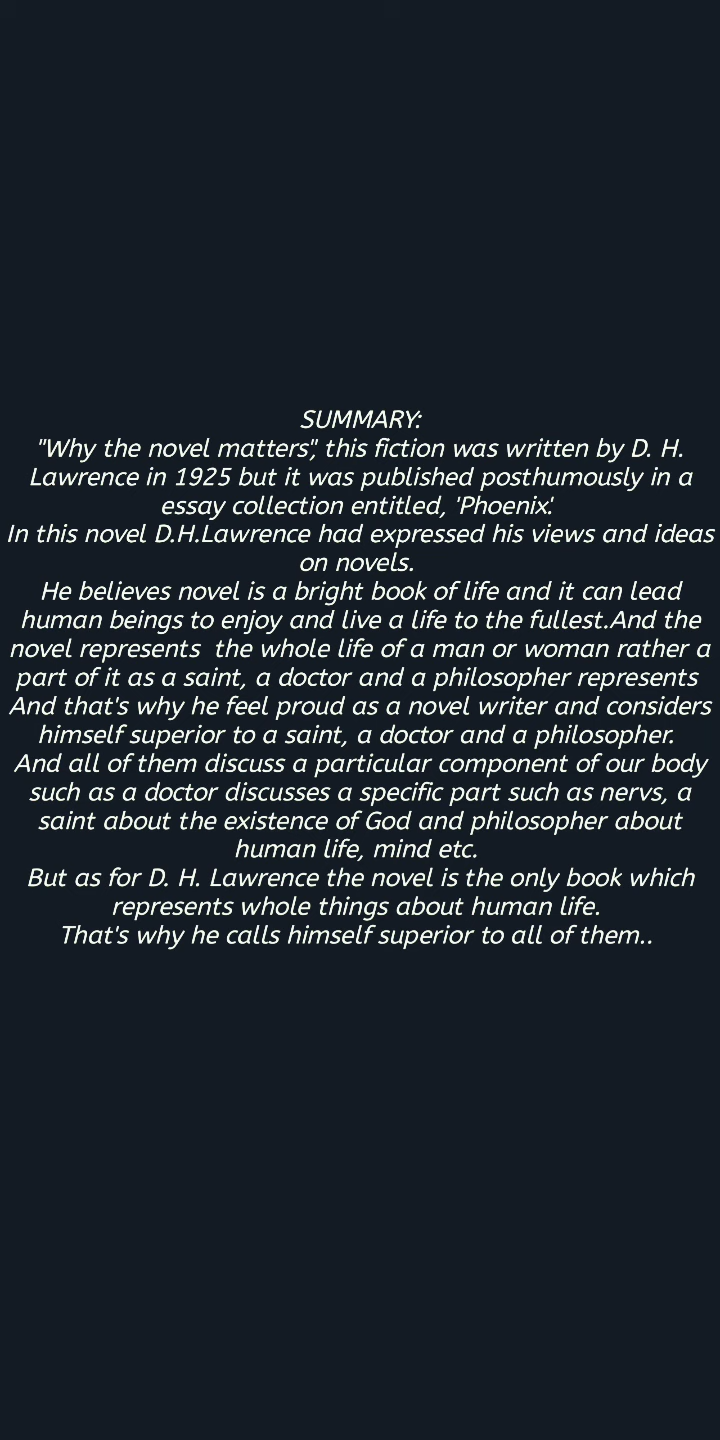 SUMMARY:
"Why the novel matters", this fiction was written by D. H.
Lawrence in 1925 but it was published posthumously in a
essay collection entitled, 'Phoenix'.
In this novel D.H.Lawrence had expressed his views and ideas
on novels.
He believes novel is a bright book of life and it can lead
human beings to enjoy and live a life to the fullest.And the
novel represents  the whole life of a man or woman rather a
part of it as a saint, a doctor and a philosopher represents
And that's why he feel proud as a novel writer and considers
himself superior to a saint, a doctor and a philosopher.
And all of them discuss a particular component of our body
such as a doctor discusses a specific part such as nervs, a
saint about the existence of God and philosopher about
human life, mind etc.
But as for D. H. Lawrence the novel is the only book which
represents whole things about human life.
That's why he calls himself superior to all of them..